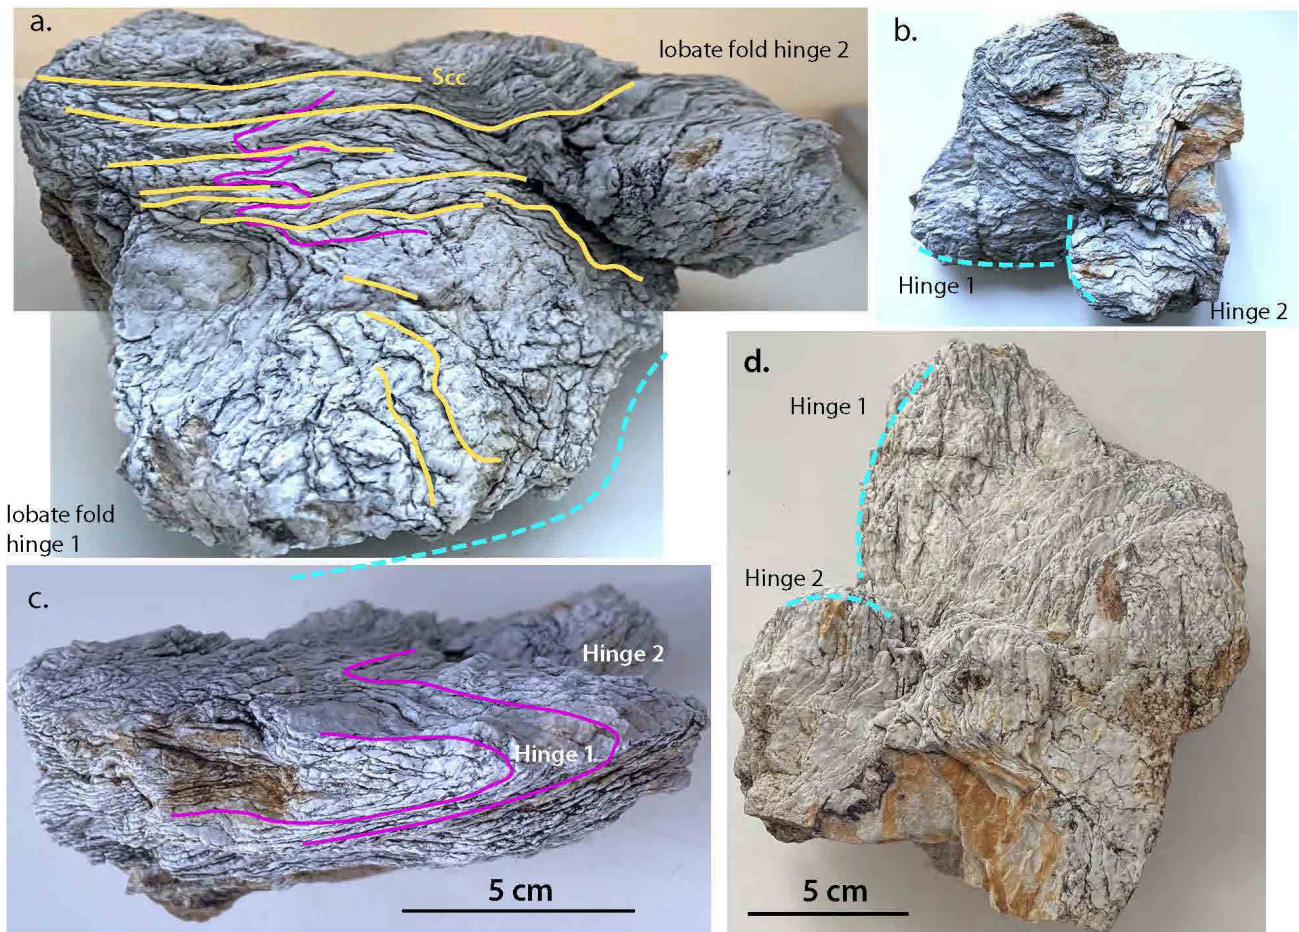 a.
lobate fold hinge 2
Scc
lobate fold
hinge 1
b.
Hinge 1
Hinge 2
c.
Hinge 2
Hinge 1
5 cm
d.
Hinge 1
Hinge 2
5 cm